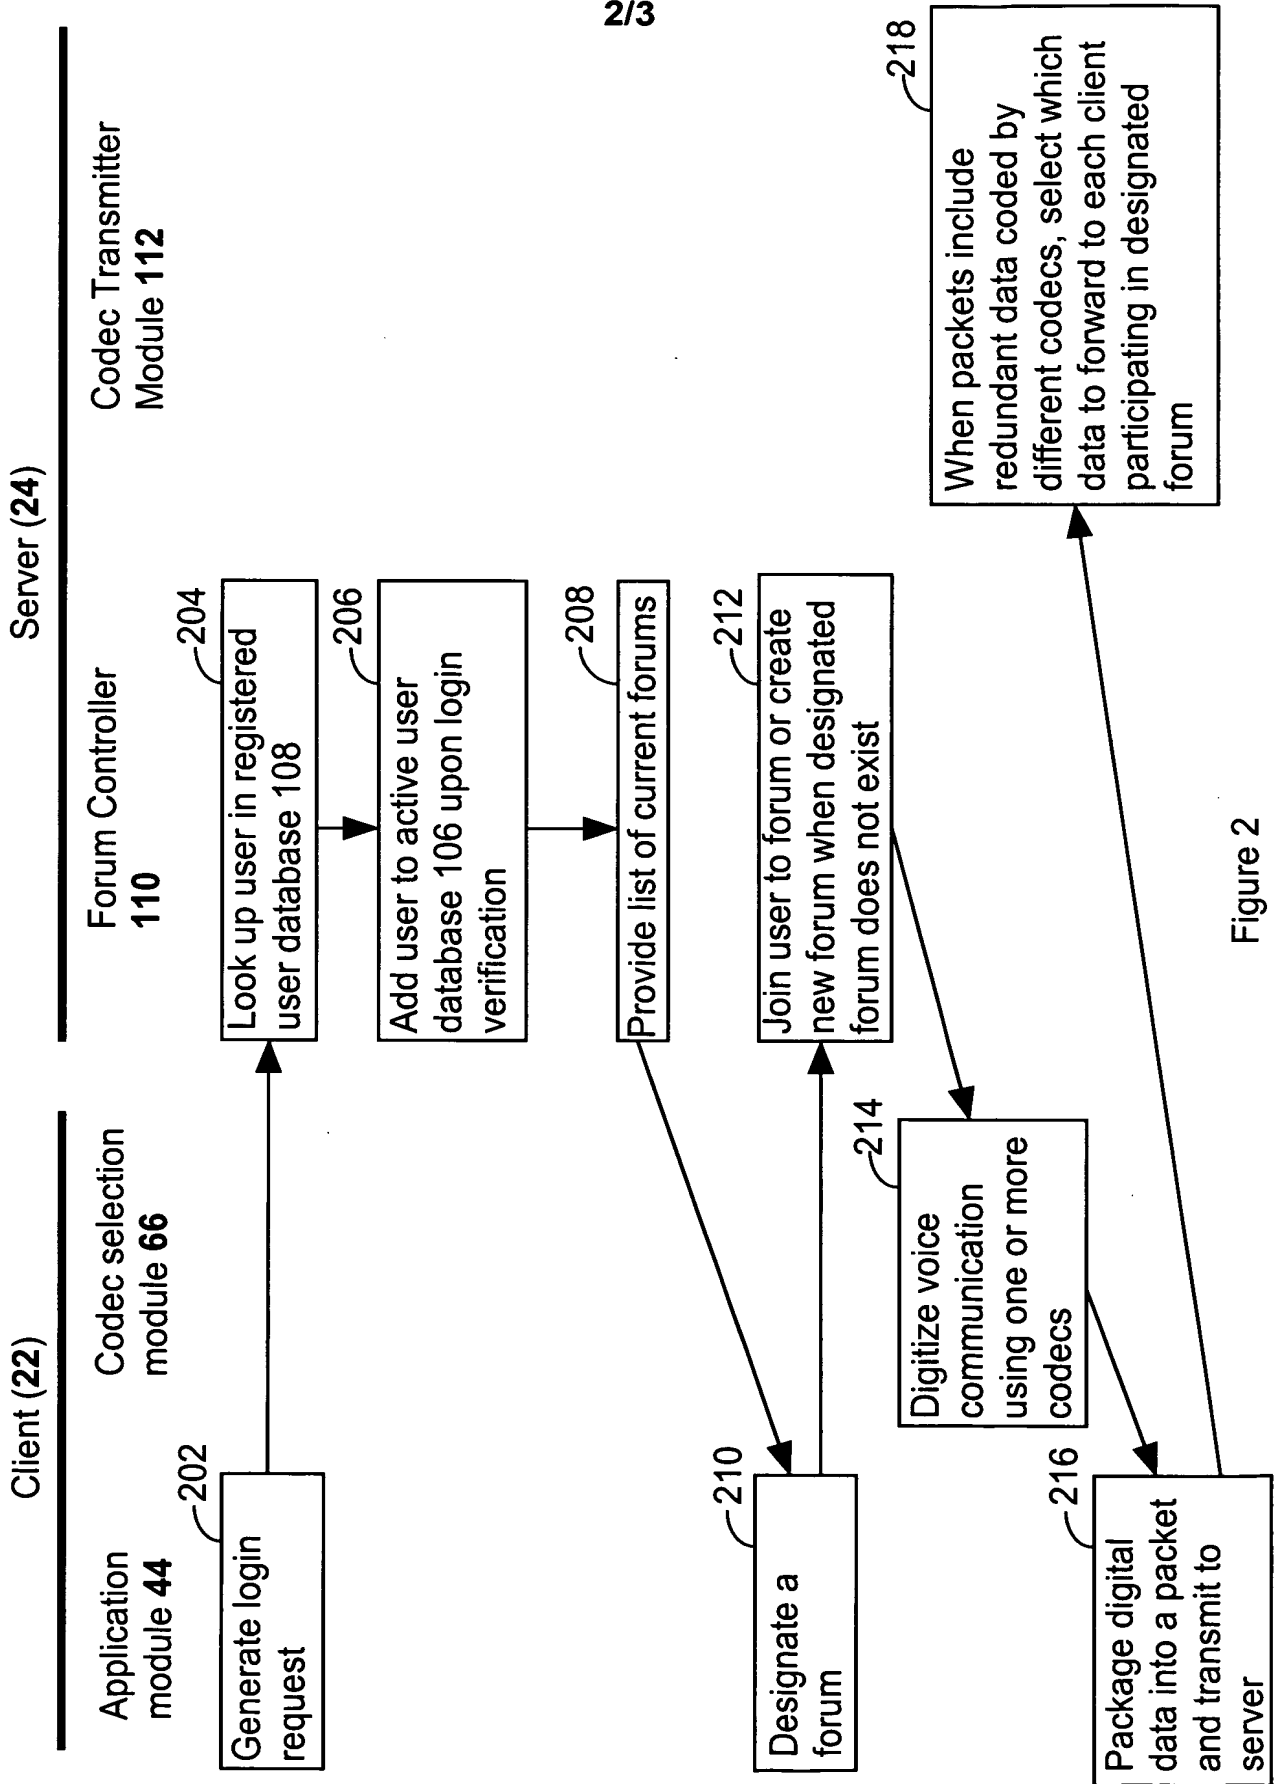 2/3
Client (22)
Server (24)
Application
module 44
Codec selection
module 66
Forum Controller
110
Codec Transmitter
Module 112
202
Generate login
request
204
Look up user in registered
user database 108
206
Add user to active user
database 106 upon login
verification
208
Provide list of current forums
210
Designate a
forum
212
Join user to forum or create
new forum when designated
forum does not exist
214
Digitize voice
communication
using one or more
codecs
216
Package digital
data into a packet
and transmit to
server
218
When packets include
redundant data coded by
different codecs, select which
data to forward to each client
participating in designated
forum
Figure 2